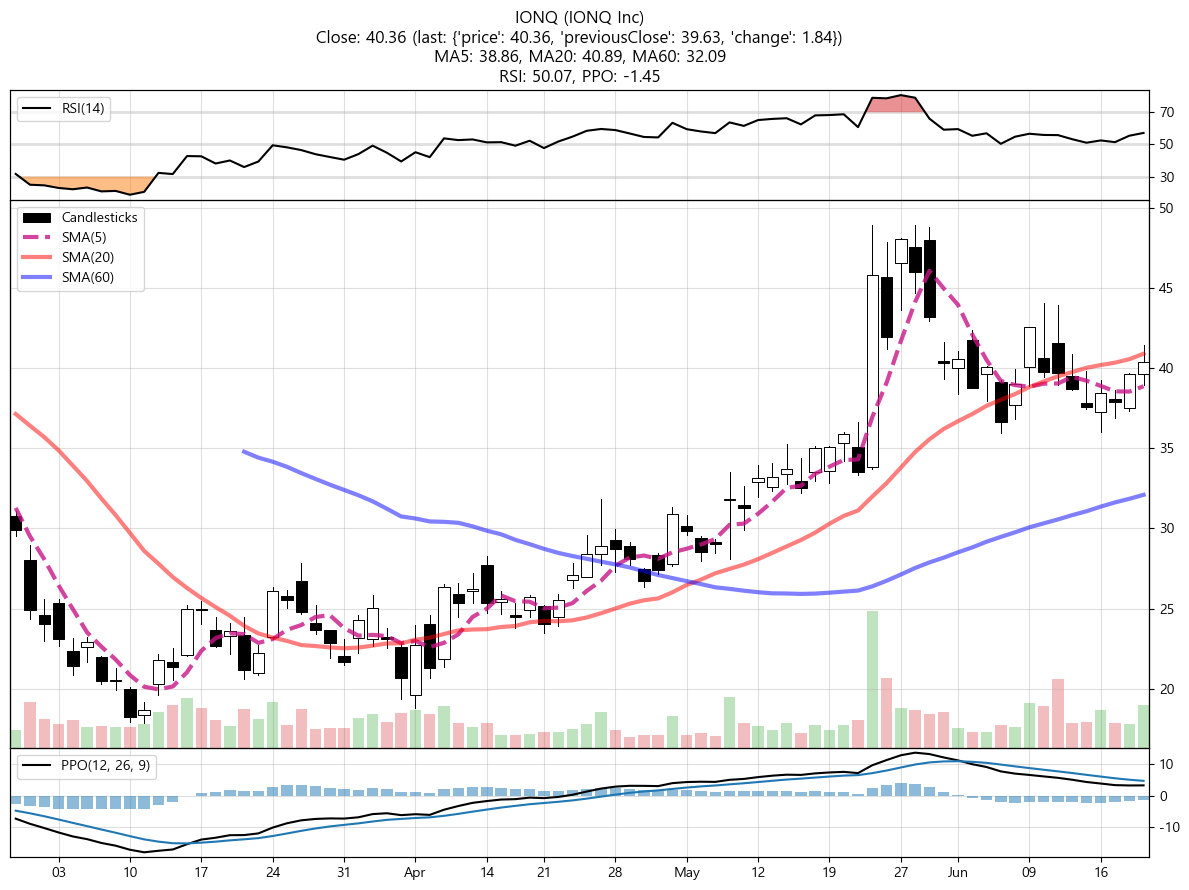 IONQ (IONQ Inc)
Close: 40.36 (last: {'price': 40.36, 'previousClose': 39.63, 'change': 1.84})
MA5: 38.86, MA20: 40.89, MA60: 32.09
RSI: 50.07, PPO: -1.45
RSI(14)
70
50
30
Candlesticks
SMA(5)
SMA(20)
SMA(60)
50
45
40
35
30
25
20
PPO(12, 26, 9)
10
0
-10
03 10 17 24 31 Apr 14 21 28 May 12 19 27 Jun 09 16